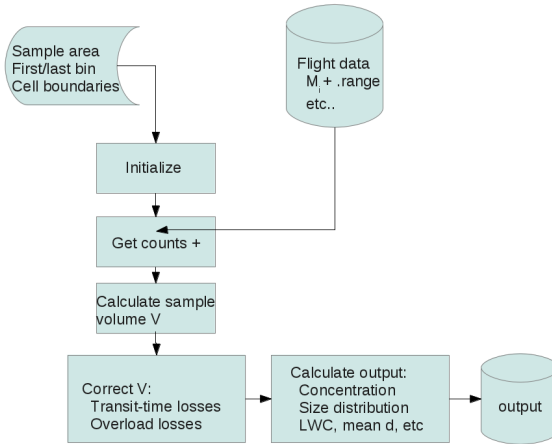 Sample area
First/last bin
Cell boundaries
Flight data
M i + .range
etc..
Initialize
Get counts +
Calculate sample
volume V
Correct V:
Transit-time losses
Overload losses
Calculate output:
Concentration
Size distribution
LWC, mean d, etc
output